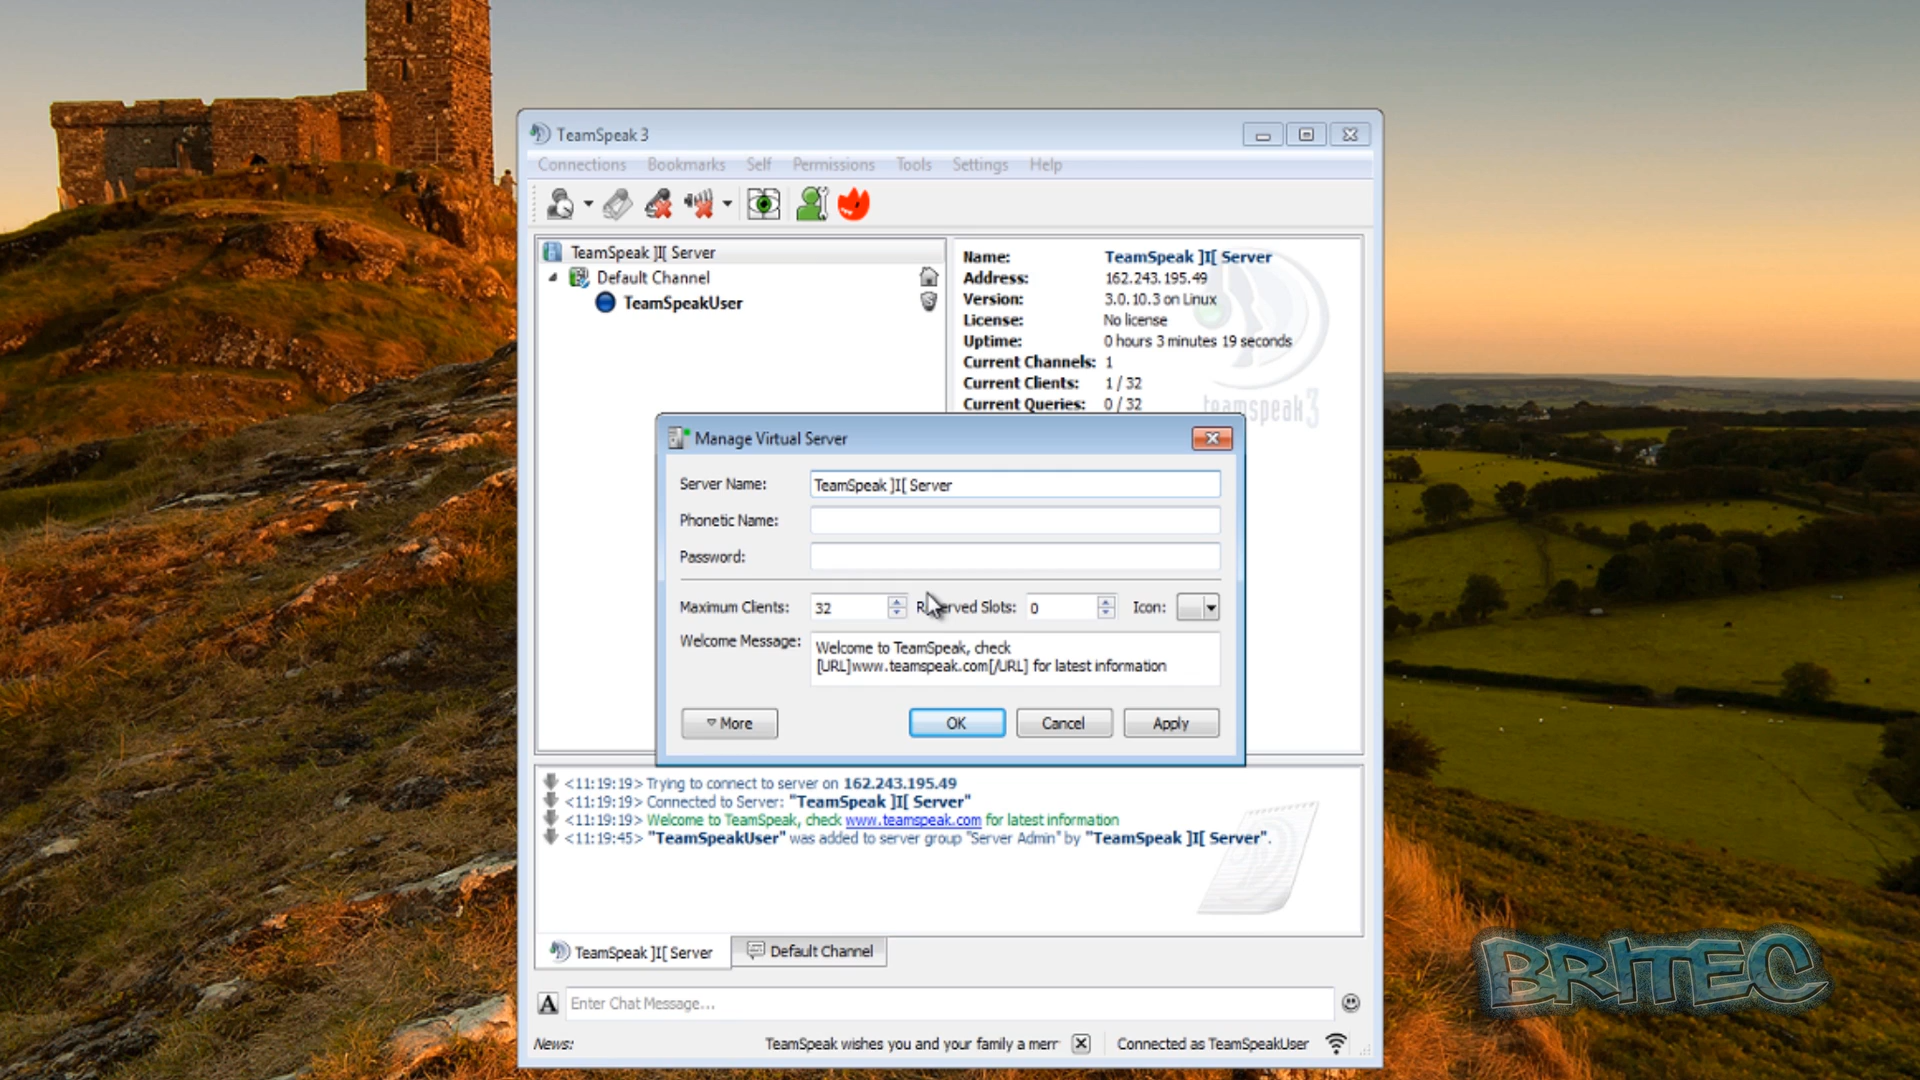 TeamSpeak 3
Connections Bookmarks Self Permissions Tools Settings Help
TeamSpeak ]I[ Server
Default Channel
TeamSpeakUser
Name: TeamSpeak ]I[ Server
Address: 162.243.195.49
Version: 3.0.10.3 on Linux
License: No license
Uptime: 0 hours 3 minutes 19 seconds
Current Channels: 1
Current Clients: 1 / 32
Current Queries: 0 / 32
teamspeak3
Manage Virtual Server
Server Name: TeamSpeak ]I[ Server
Phonetic Name:
Password:
Maximum Clients: 32 Slots: 0 Icon:
Welcome Message: Welcome to TeamSpeak, check
[URL]www.teamspeak.com[/URL] for latest information
More OK Cancel Apply
<11:19:19> Trying to connect to server on 162.243.195.49
<11:19:19> Connected to Server: "TeamSpeak ]I[ Server"
<11:19:19> Welcome to TeamSpeak, check www.teamspeak.com for latest information
<11:19:45> "TeamSpeakUser" was added to server group "Server Admin" by "TeamSpeak ]I[ Server".
TeamSpeak ]I[ Server Default Channel
A Enter Chat Message...
News: TeamSpeak wishes you and your family a merr Connected as TeamSpeakUser
BRITEC